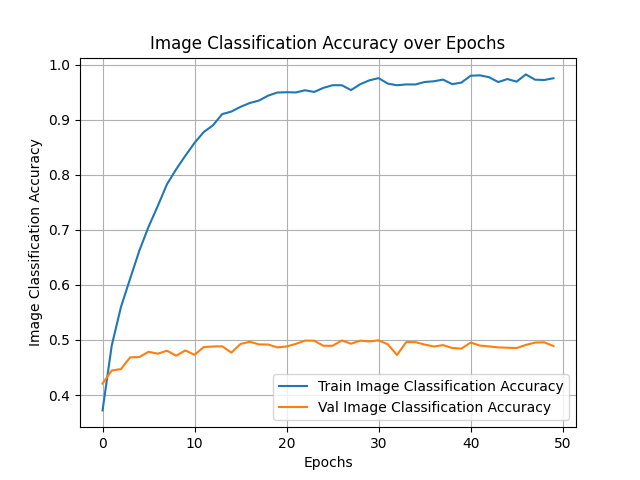 Image Classification Accuracy over Epochs
1.0
0.9
0.8
0.7
0.6
0.5
0.4
Image Classification Accuracy
Train Image Classification Accuracy
Val Image Classification Accuracy
0 10 20 30 40 50
Epochs